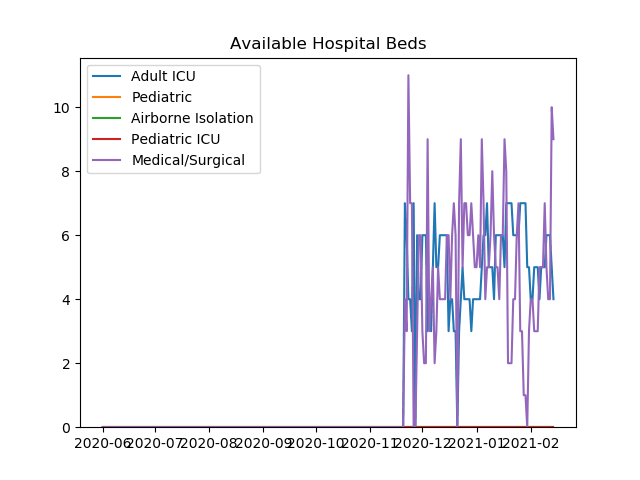 Available Hospital Beds
Adult ICU
Pediatric
Airborne Isolation
Pediatric ICU
Medical/Surgical
10
8
6
4
2
0
2020-06 2020-07 2020-08 2020-09 2020-10 2020-11 2020-12 2021-01 2021-02